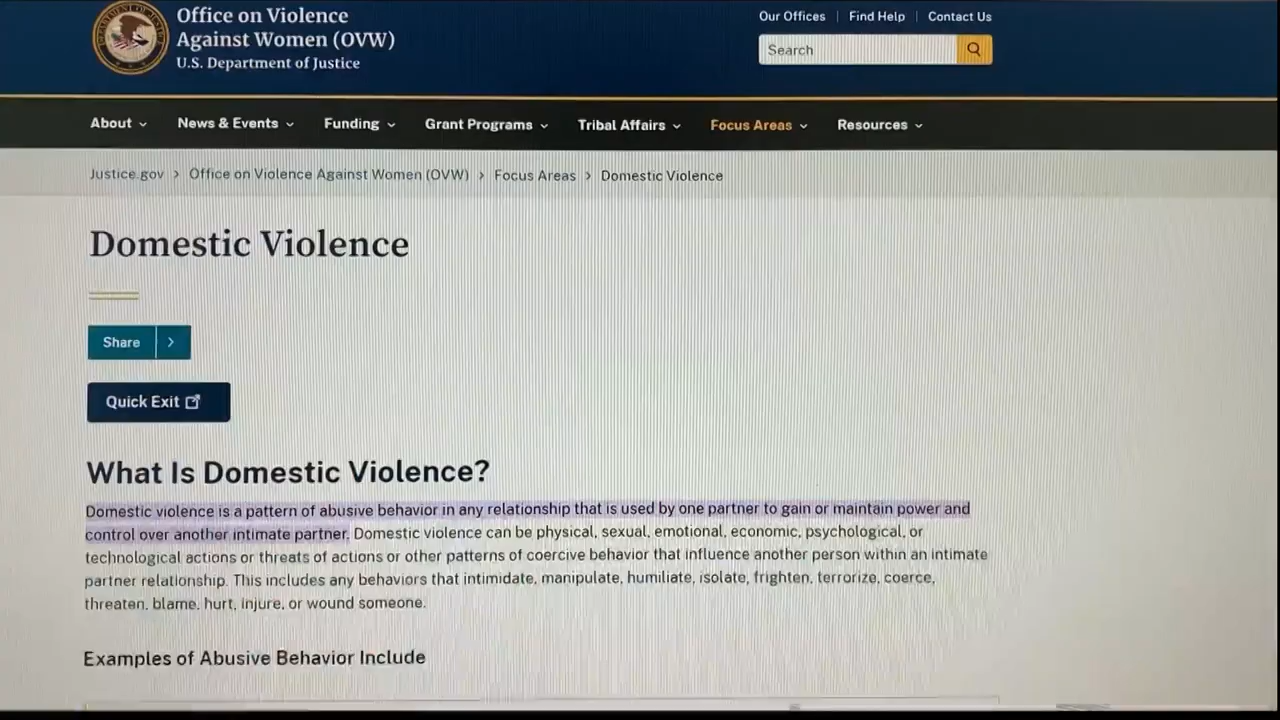 Office on Violence
Against Women (OVW)
U.S. Department of Justice
Our Offices | Find Help | Contact Us
Search
About News & Events Funding Grant Programs Tribal Affairs Focus Areas Resources
Justice.gov > Office on Violence Against Women (OVW) > Focus Areas > Domestic Violence
Domestic Violence
Share
Quick Exit
What Is Domestic Violence?
Domestic violence is a pattern of abusive behavior in any relationship that is used by one partner to gain or maintain power and
control over another intimate partner. Domestic violence can be physical, sexual, emotional, economic, psychological, or
technological actions or threats of actions or other patterns of coercive behavior that influence another person within an intimate
partner relationship. This includes any behaviors that intimidate, manipulate, humiliate, isolate, frighten, terrorize, coerce,
threaten, blame, hurt, injure, or wound someone.
Examples of Abusive Behavior Include